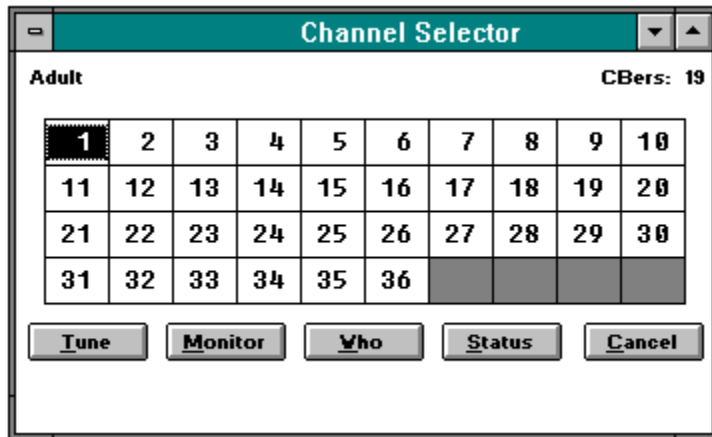 Channel Selector
Adult CBers: 19
1 2 3 4 5 6 7 8 9 10
11 12 13 14 15 16 17 18 19 20
21 22 23 24 25 26 27 28 29 30
31 32 33 34 35 36
Tune Monitor Who Status Cancel